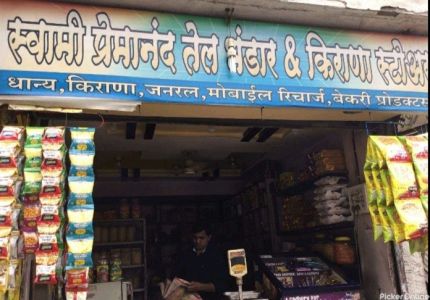 स्वामी प्रेमानंद तेल भंडार & किराणा स्टोअर
धान्य,किराणा,जनरल,मोबाईल रिचार्ज,बेकरी प्रोडक्टस